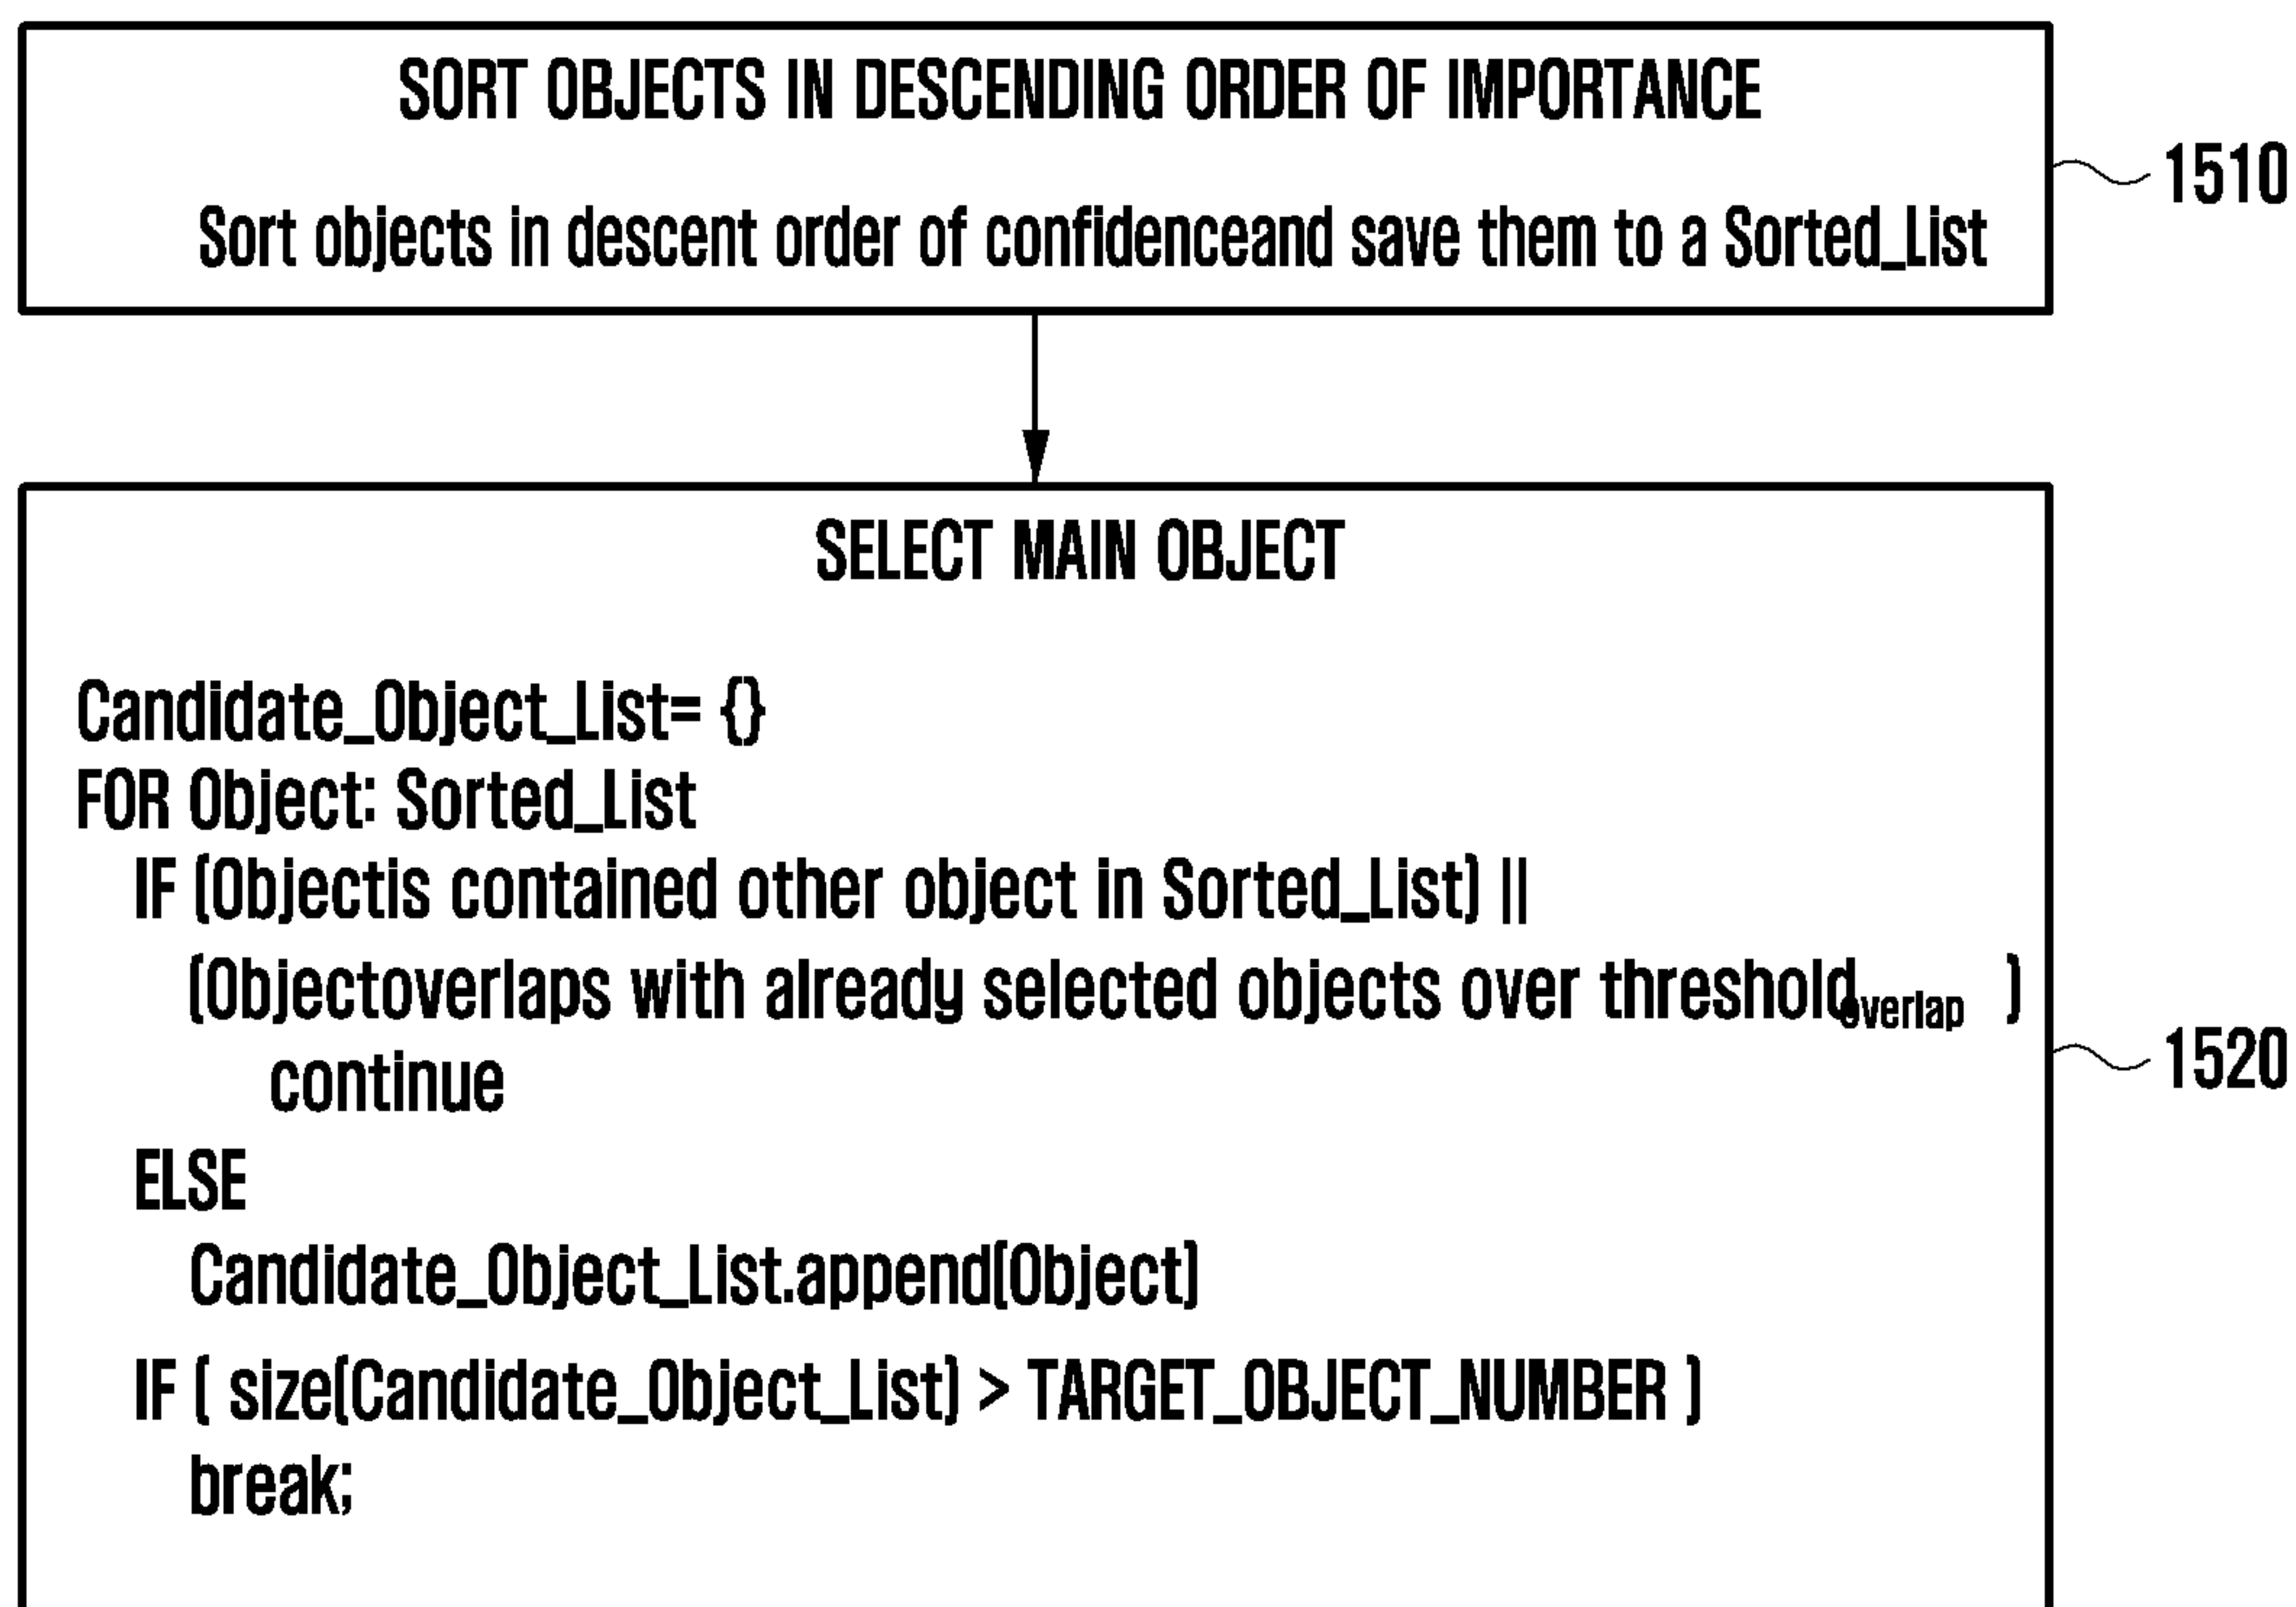 SORT OBJECTS IN DESCENDING ORDER OF IMPORTANCE
Sort objects in descent order of confidenceand save them to a Sorted_List
1510
SELECT MAIN OBJECT
Candidate_Object_List= {}
FOR Object: Sorted_List
IF (Objectis contained other object in Sorted_List) ||
(Objectoverlaps with already selected objects over threshold_overlap )
continue
1520
ELSE
Candidate_Object_List.append(Object)
IF ( size(Candidate_Object_List) > TARGET_OBJECT_NUMBER )
break;